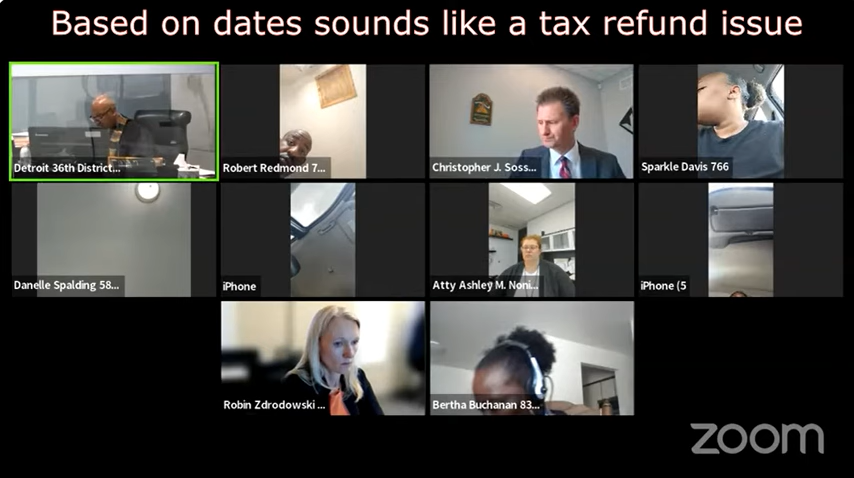 Based on dates sounds like a tax refund issue
Detroit 36th District...
Robert Redmond 7...
Christopher J. Soss...
Sparkle Davis 766
Danelle Spalding 58...
iPhone
Atty Ashley M. Noni...
iPhone (5
Robin Zdrodowski ...
Bertha Buchanan 83...
zoom